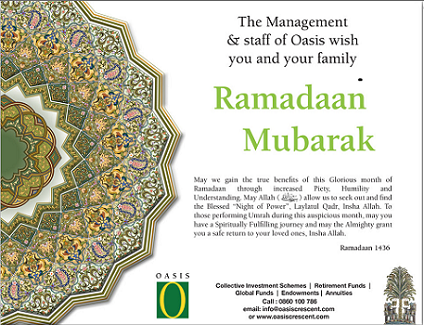 The Management
& staff of Oasis wish
you and your family
Ramadaan
Mubarak
May we gain the true benefits of this Glorious month of
Ramadaan through increased Piety, Humility and
Understanding. May Allah ( ) allow us to seek out and find
the Blessed "Night of Power", Laylatul Qadr, Insha Allah. To
those performing Umrah during this auspicious month, may you
have a Spiritually Fulfilling journey and may the Almighty grant
you a safe return to your loved ones, Insha Allah.
Ramadaan 1436
OASIS
Collective Investment Schemes | Retirement Funds |
Global Funds | Endowments | Annuities
Call : 0860 100 786
email: info@oasiscrescent.com
or www.oasiscrescent.com